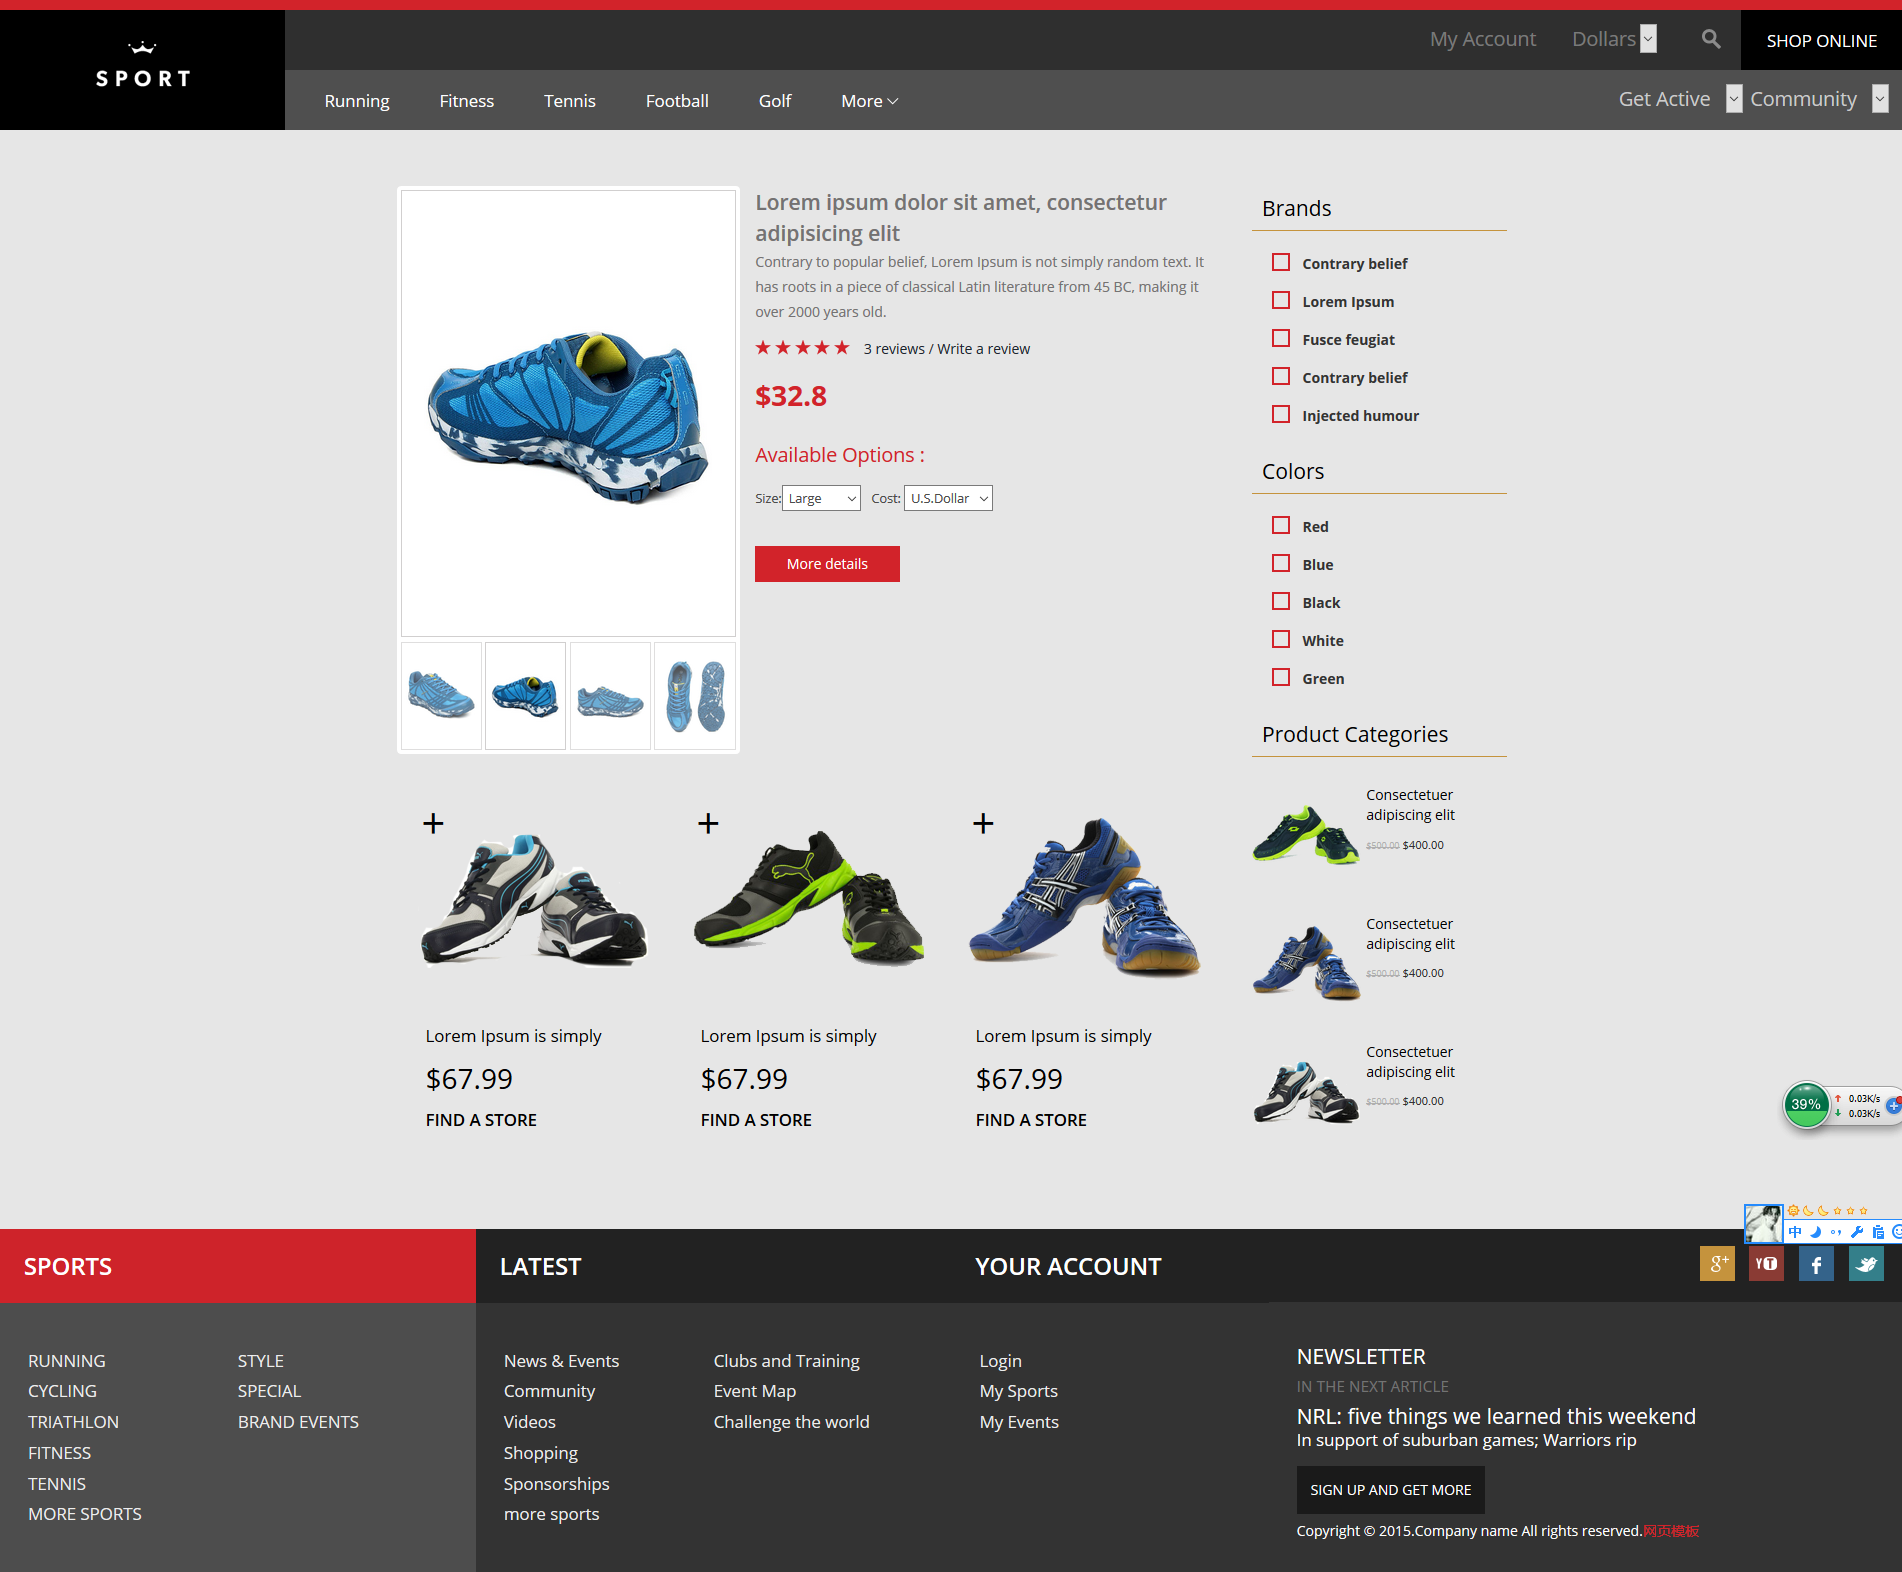 My Account
Dollars
SHOP ONLINE
SPORT
Running
Fitness
Tennis
Football
Golf
More
Get Active
Community
Lorem ipsum dolor sit amet, consectetur
adipisicing elit
Contrary to popular belief, Lorem Ipsum is not simply random text. It
has roots in a piece of classical Latin literature from 45 BC, making it
over 2000 years old.
3 reviews / Write a review
$32.8
Available Options :
Size: Large Cost: U.S.Dollar
More details
Brands
Contrary belief
Lorem Ipsum
Fusce feugiat
Contrary belief
Injected humour
Colors
Red
Blue
Black
White
Green
Product Categories
Consectetuer
adipiscing elit
$500.00 $400.00
Consectetuer
adipiscing elit
$500.00 $400.00
Consectetuer
adipiscing elit
$500.00 $400.00
+
Lorem Ipsum is simply
$67.99
FIND A STORE
+
Lorem Ipsum is simply
$67.99
FIND A STORE
+
Lorem Ipsum is simply
$67.99
FIND A STORE
39%
0.03K/s
0.03K/s
中
SPORTS
RUNNING
CYCLING
TRIATHLON
FITNESS
TENNIS
MORE SPORTS
STYLE
SPECIAL
BRAND EVENTS
LATEST
News & Events
Community
Videos
Shopping
Sponsorships
more sports
Clubs and Training
Event Map
Challenge the world
YOUR ACCOUNT
Login
My Sports
My Events
g+
YT
f
NEWSLETTER
IN THE NEXT ARTICLE
NRL: five things we learned this weekend
In support of suburban games; Warriors rip
SIGN UP AND GET MORE
Copyright © 2015.Company name All rights reserved.网页模板